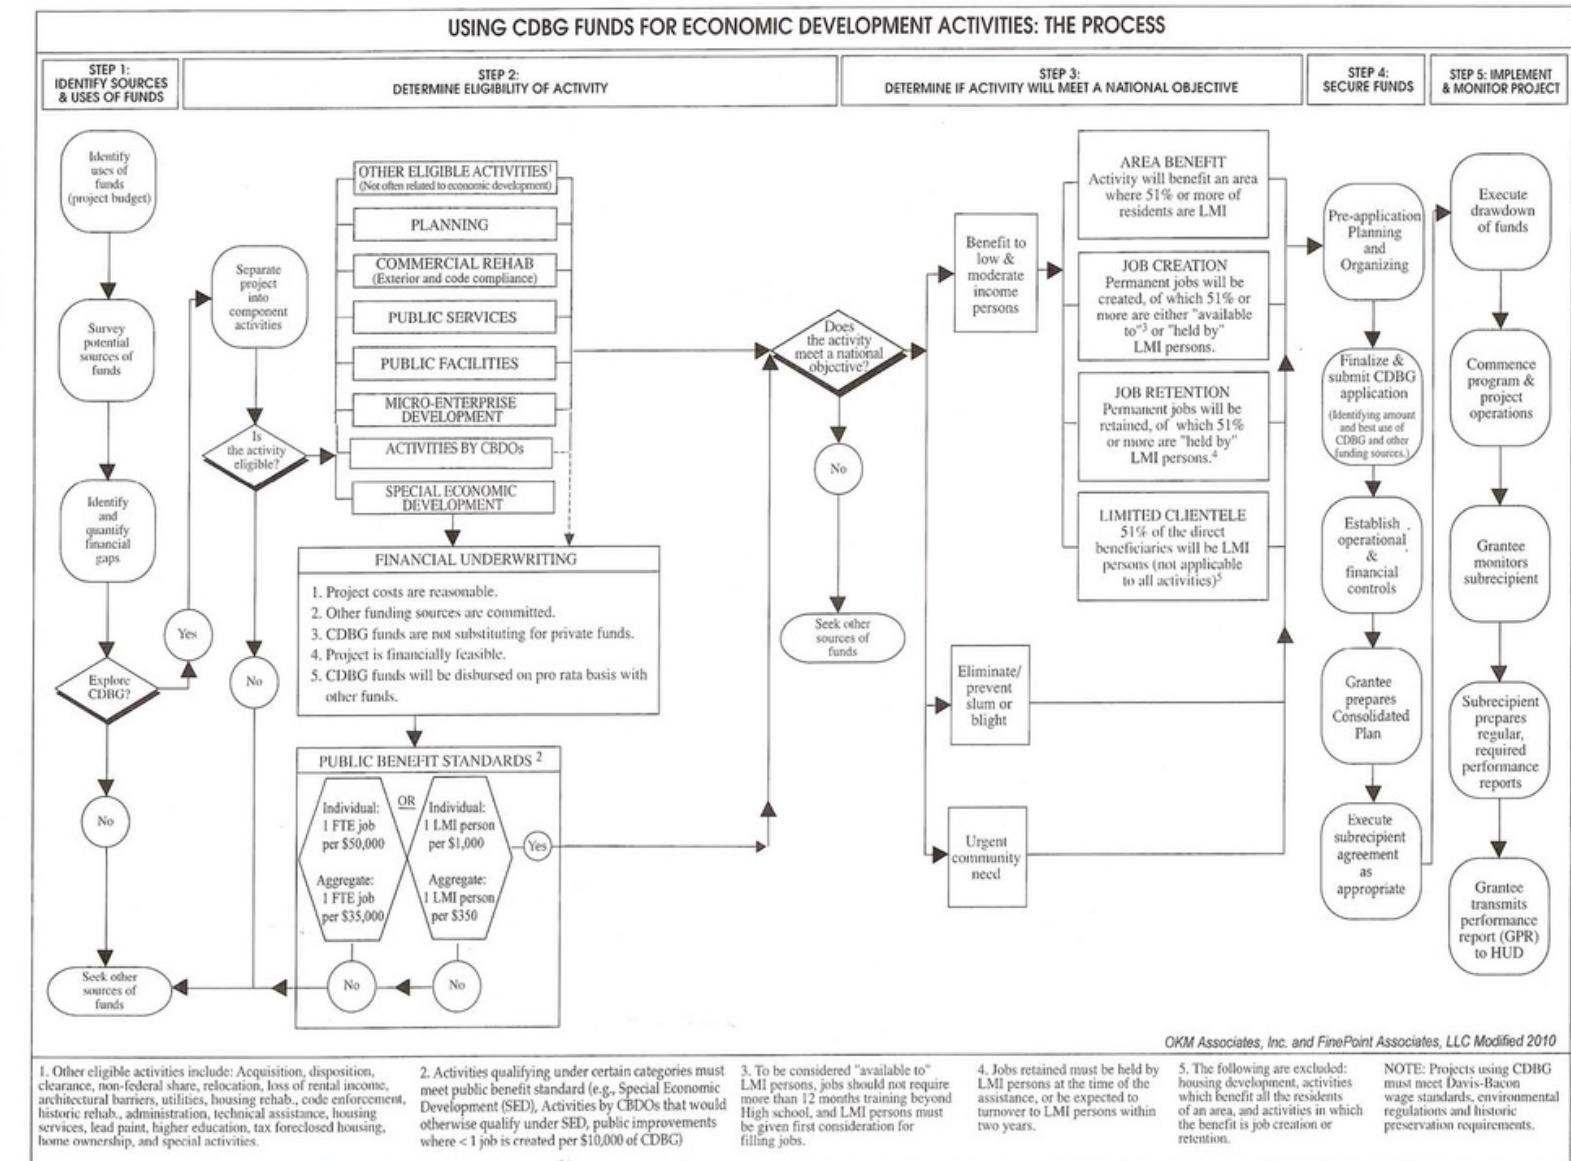 USING CDBG FUNDS FOR ECONOMIC DEVELOPMENT ACTIVITIES: THE PROCESS
STEP 1:
IDENTIFY SOURCES
& USES OF FUNDS
STEP 2:
DETERMINE ELIGIBILITY OF ACTIVITY
STEP 3:
DETERMINE IF ACTIVITY WILL MEET A NATIONAL OBJECTIVE
STEP 4:
SECURE FUNDS
STEP 5: IMPLEMENT
& MONITOR PROJECT
Identify
uses of
funds
(project budget)
Survey
potential
sources of
funds
Identify
and
quantify
financial
gaps
Explore
CDBG?
Yes
No
Seek other
sources of
funds
Separate
project
into
component
activities
Is
the activity
eligible?
No
OTHER ELIGIBLE ACTIVITIES1
(Not often related to economic development)
PLANNING
COMMERCIAL REHAB
(Exterior and code compliance)
PUBLIC SERVICES
PUBLIC FACILITIES
MICRO-ENTERPRISE
DEVELOPMENT
ACTIVITIES BY CBDOs
SPECIAL ECONOMIC
DEVELOPMENT
FINANCIAL UNDERWRITING
1. Project costs are reasonable.
2. Other funding sources are committed.
3. CDBG funds are not substituting for private funds.
4. Project is financially feasible.
5. CDBG funds will be disbursed on pro rata basis with
other funds.
PUBLIC BENEFIT STANDARDS 2
Individual:
1 FTE job
per $50,000
Aggregate:
1 FTE job
per $35,000
OR
Individual:
1 LMI person
per $1,000
Aggregate:
1 LMI person
per $350
Yes
No
No
Does
the activity
meet a national
objective?
No
Seek other
sources of
funds
Benefit to
low &
moderate
income
persons
Eliminate/
prevent
slum or
blight
Urgent
community
need
AREA BENEFIT
Activity will benefit an area
where 51% or more of
residents are LMI
JOB CREATION
Permanent jobs will be
created, of which 51% or
more are either "available
to"3 or "held by"
LMI persons.
JOB RETENTION
Permanent jobs will be
retained, of which 51%
or more are "held by"
LMI persons.4
LIMITED CLIENTELE
51% of the direct
beneficiaries will be LMI
persons (not applicable
to all activities)5
Pre-application
Planning
and
Organizing
Finalize &
submit CDBG
application
(Identifying amount
and best use of
CDBG and other
funding sources.)
Establish
operational
&
financial
controls
Grantee
prepares
Consolidated
Plan
Execute
subrecipient
agreement
as
appropriate
Execute
drawdown
of funds
Commence
program &
project
operations
Grantee
monitors
subrecipient
Subrecipient
prepares
regular,
required
performance
reports
Grantee
transmits
performance
report (GPR)
to HUD
OKM Associates, Inc. and FinePoint Associates, LLC Modified 2010
1. Other eligible activities include: Acquisition, disposition,
clearance, non-federal share, relocation, loss of rental income,
architectural barriers, utilities, housing rehab., code enforcement,
historic rehab., administration, technical assistance, housing
services, lead paint, higher education, tax foreclosed housing,
home ownership, and special activities.
2. Activities qualifying under certain categories must
meet public benefit standard (e.g., Special Economic
Development (SED), Activities by CBDOs that would
otherwise qualify under SED, public improvements
where < 1 job is created per $10,000 of CDBG)
3. To be considered "available to"
LMI persons, jobs should not require
more than 12 months training beyond
High school, and LMI persons must
be given first consideration for
filling jobs.
4. Jobs retained must be held by
LMI persons at the time of the
assistance, or be expected to
turnover to LMI persons within
two years.
5. The following are excluded:
housing development, activities
which benefit all the residents
of an area, and activities in which
the benefit is job creation or
retention.
NOTE: Projects using CDBG
must meet Davis-Bacon
wage standards, environmental
regulations and historic
preservation requirements.